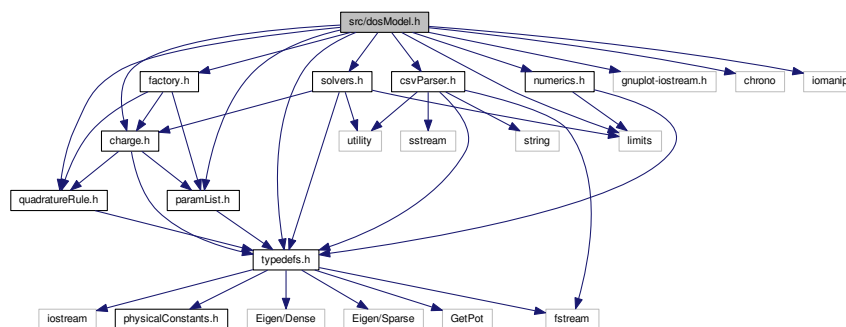 src/dosModel.h
factory.h
solvers.h
csvParser.h
numerics.h
gnuplot-iostream.h
chrono
iomanip
charge.h
utility
sstream
string
limits
quadratureRule.h
paramList.h
typedefs.h
iostream
physicalConstants.h
Eigen/Dense
Eigen/Sparse
GetPot
fstream